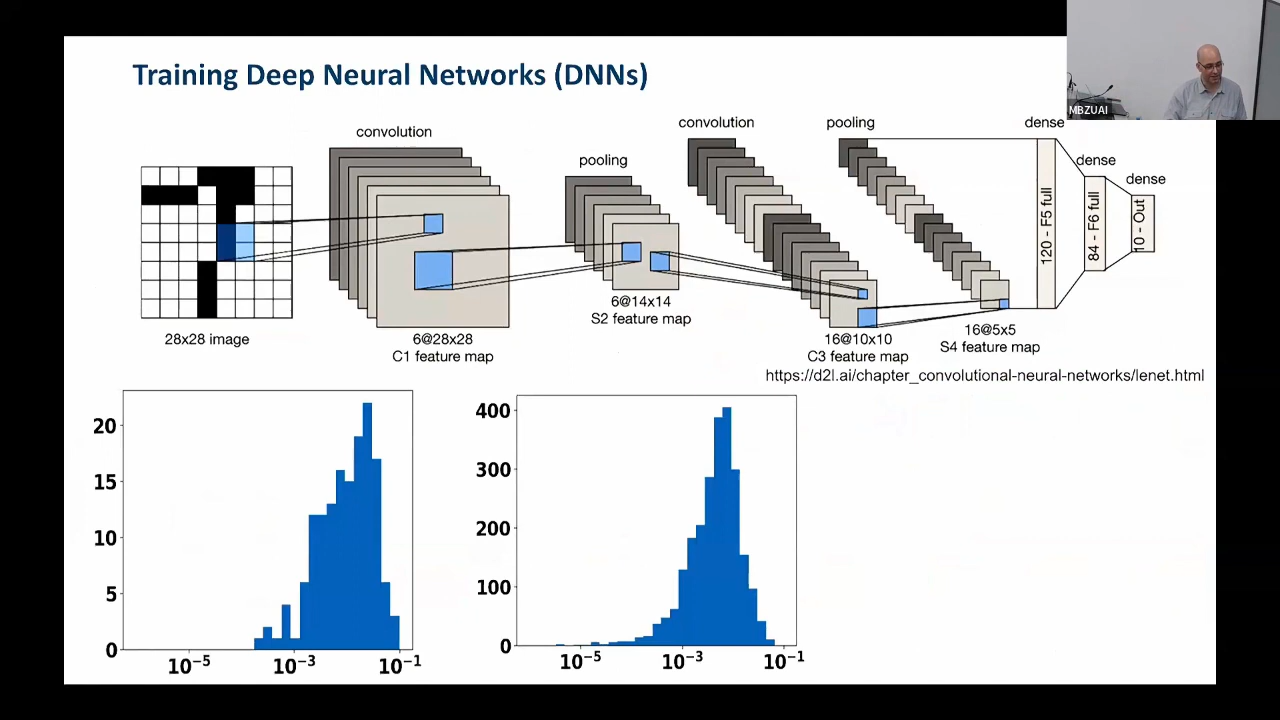 Training Deep Neural Networks (DNNs)
MBZUAI
convolution
pooling
convolution
pooling
dense
dense
dense
120 - F5 full
84 - F6 full
10 - Out
28x28 image
6@28x28
C1 feature map
6@14x14
S2 feature map
16@10x10
C3 feature map
16@5x5
S4 feature map
https://d2l.ai/chapter_convolutional-neural-networks/lenet.html
20
15
10
5
0
10⁻⁵
10⁻³
10⁻¹
400
300
200
100
0
10⁻⁵
10⁻³
10⁻¹